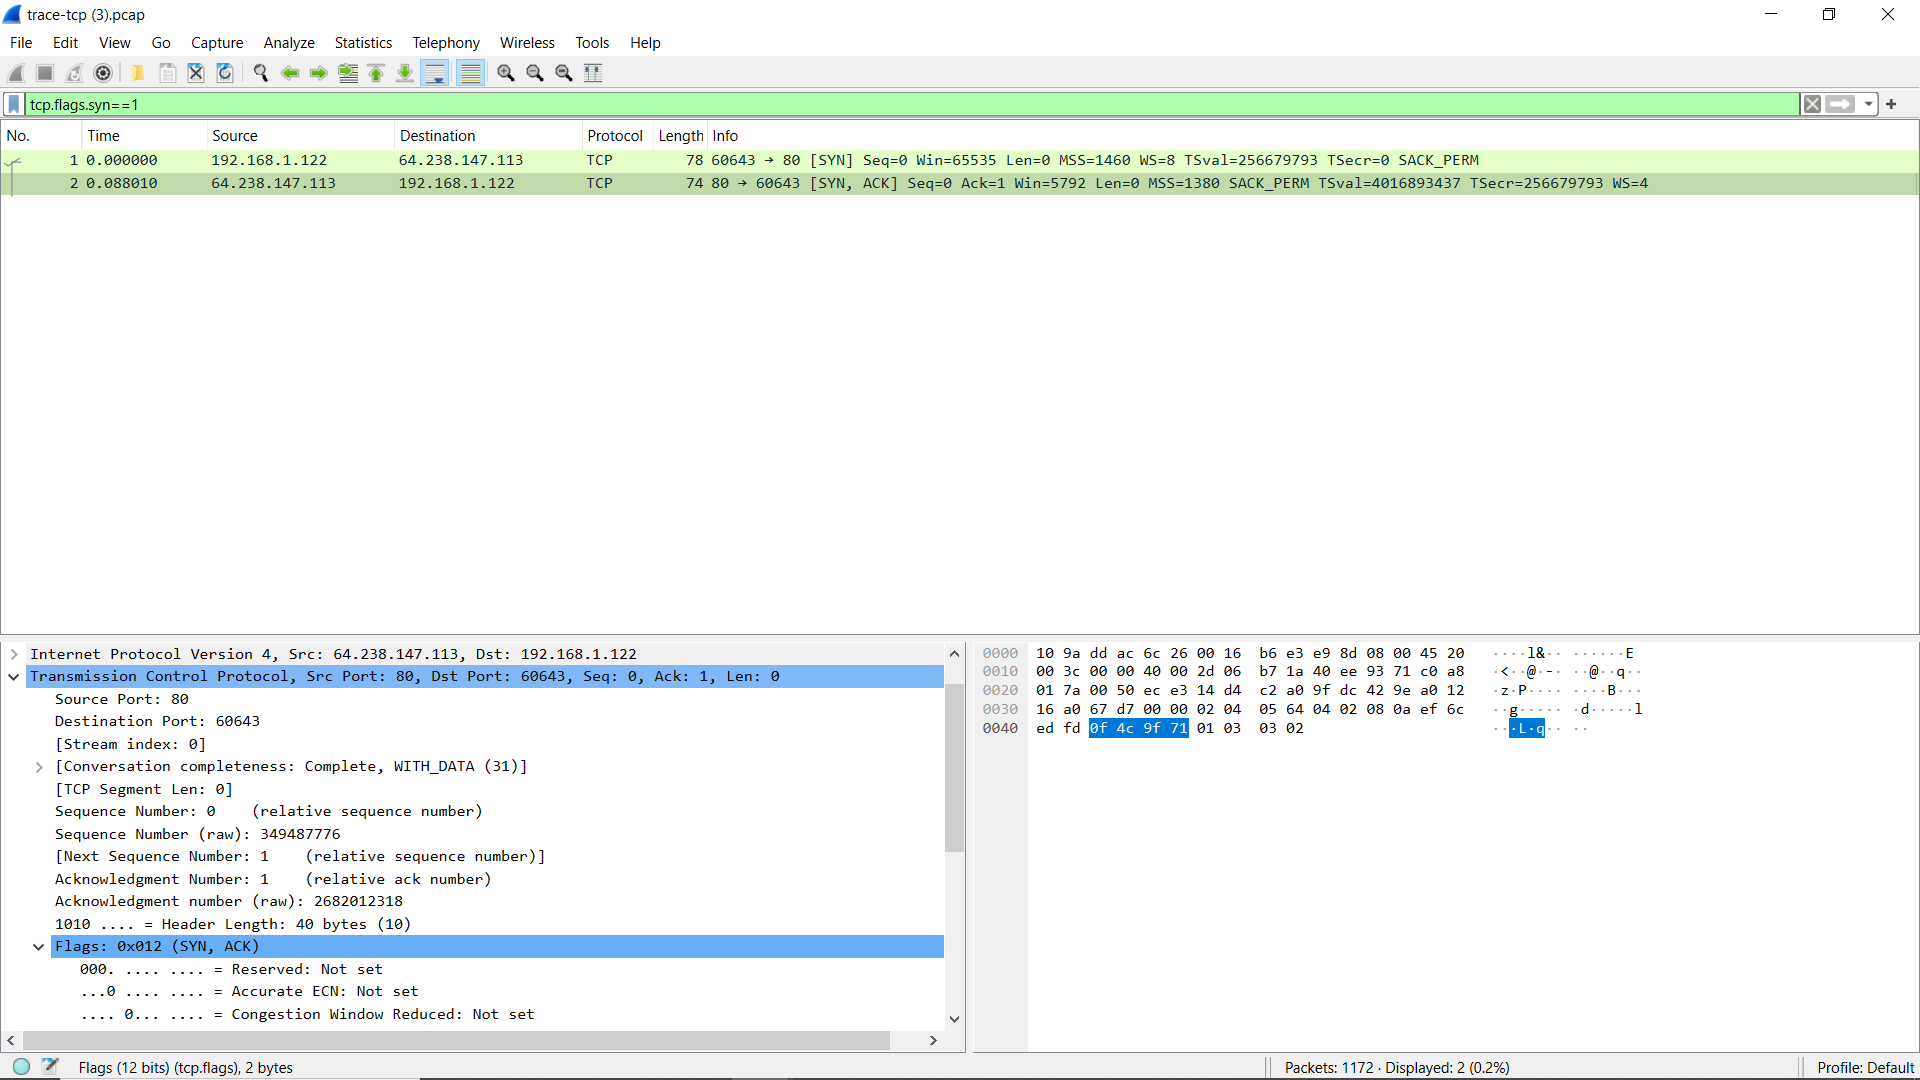 trace-tcp (3).pcap
File Edit View Go Capture Analyze Statistics Telephony Wireless Tools Help
tcp.flags.syn==1
No. Time Source Destination Protocol Length Info
1 0.000000 192.168.1.122 64.238.147.113 TCP 78 60643 → 80 [SYN] Seq=0 Win=65535 Len=0 MSS=1460 WS=8 TSval=256679793 TSecr=0 SACK_PERM
2 0.088010 64.238.147.113 192.168.1.122 TCP 74 80 → 60643 [SYN, ACK] Seq=0 Ack=1 Win=5792 Len=0 MSS=1380 SACK_PERM TSval=4016893437 TSecr=256679793 WS=4
Internet Protocol Version 4, Src: 64.238.147.113, Dst: 192.168.1.122
Transmission Control Protocol, Src Port: 80, Dst Port: 60643, Seq: 0, Ack: 1, Len: 0
Source Port: 80
Destination Port: 60643
[Stream index: 0]
[Conversation completeness: Complete, WITH_DATA (31)]
[TCP Segment Len: 0]
Sequence Number: 0 (relative sequence number)
Sequence Number (raw): 349487776
[Next Sequence Number: 1 (relative sequence number)]
Acknowledgment Number: 1 (relative ack number)
Acknowledgment number (raw): 2682012318
1010 .... = Header Length: 40 bytes (10)
Flags: 0x012 (SYN, ACK)
000. .... .... = Reserved: Not set
...0 .... .... = Accurate ECN: Not set
.... 0... .... = Congestion Window Reduced: Not set
0000 10 9a dd ac 6c 26 00 16 b6 e3 e9 8d 08 00 45 20 ····l&·· ······E
0010 00 3c 00 00 40 00 2d 06 b7 1a 40 ee 93 71 c0 a8 ·<··@·-· ··@··q··
0020 01 7a 00 50 ec e3 14 d4 c2 a0 9f dc 42 9e a0 12 ·z·P···· ····B···
0030 16 a0 67 d7 00 00 02 04 05 64 04 02 08 0a ef 6c ··g····· ·d·····l
0040 ed fd 0f 4c 9f 71 01 03 03 02 ···L·q·· ··
Flags (12 bits) (tcp.flags), 2 bytes
Packets: 1172 · Displayed: 2 (0.2%)
Profile: Default